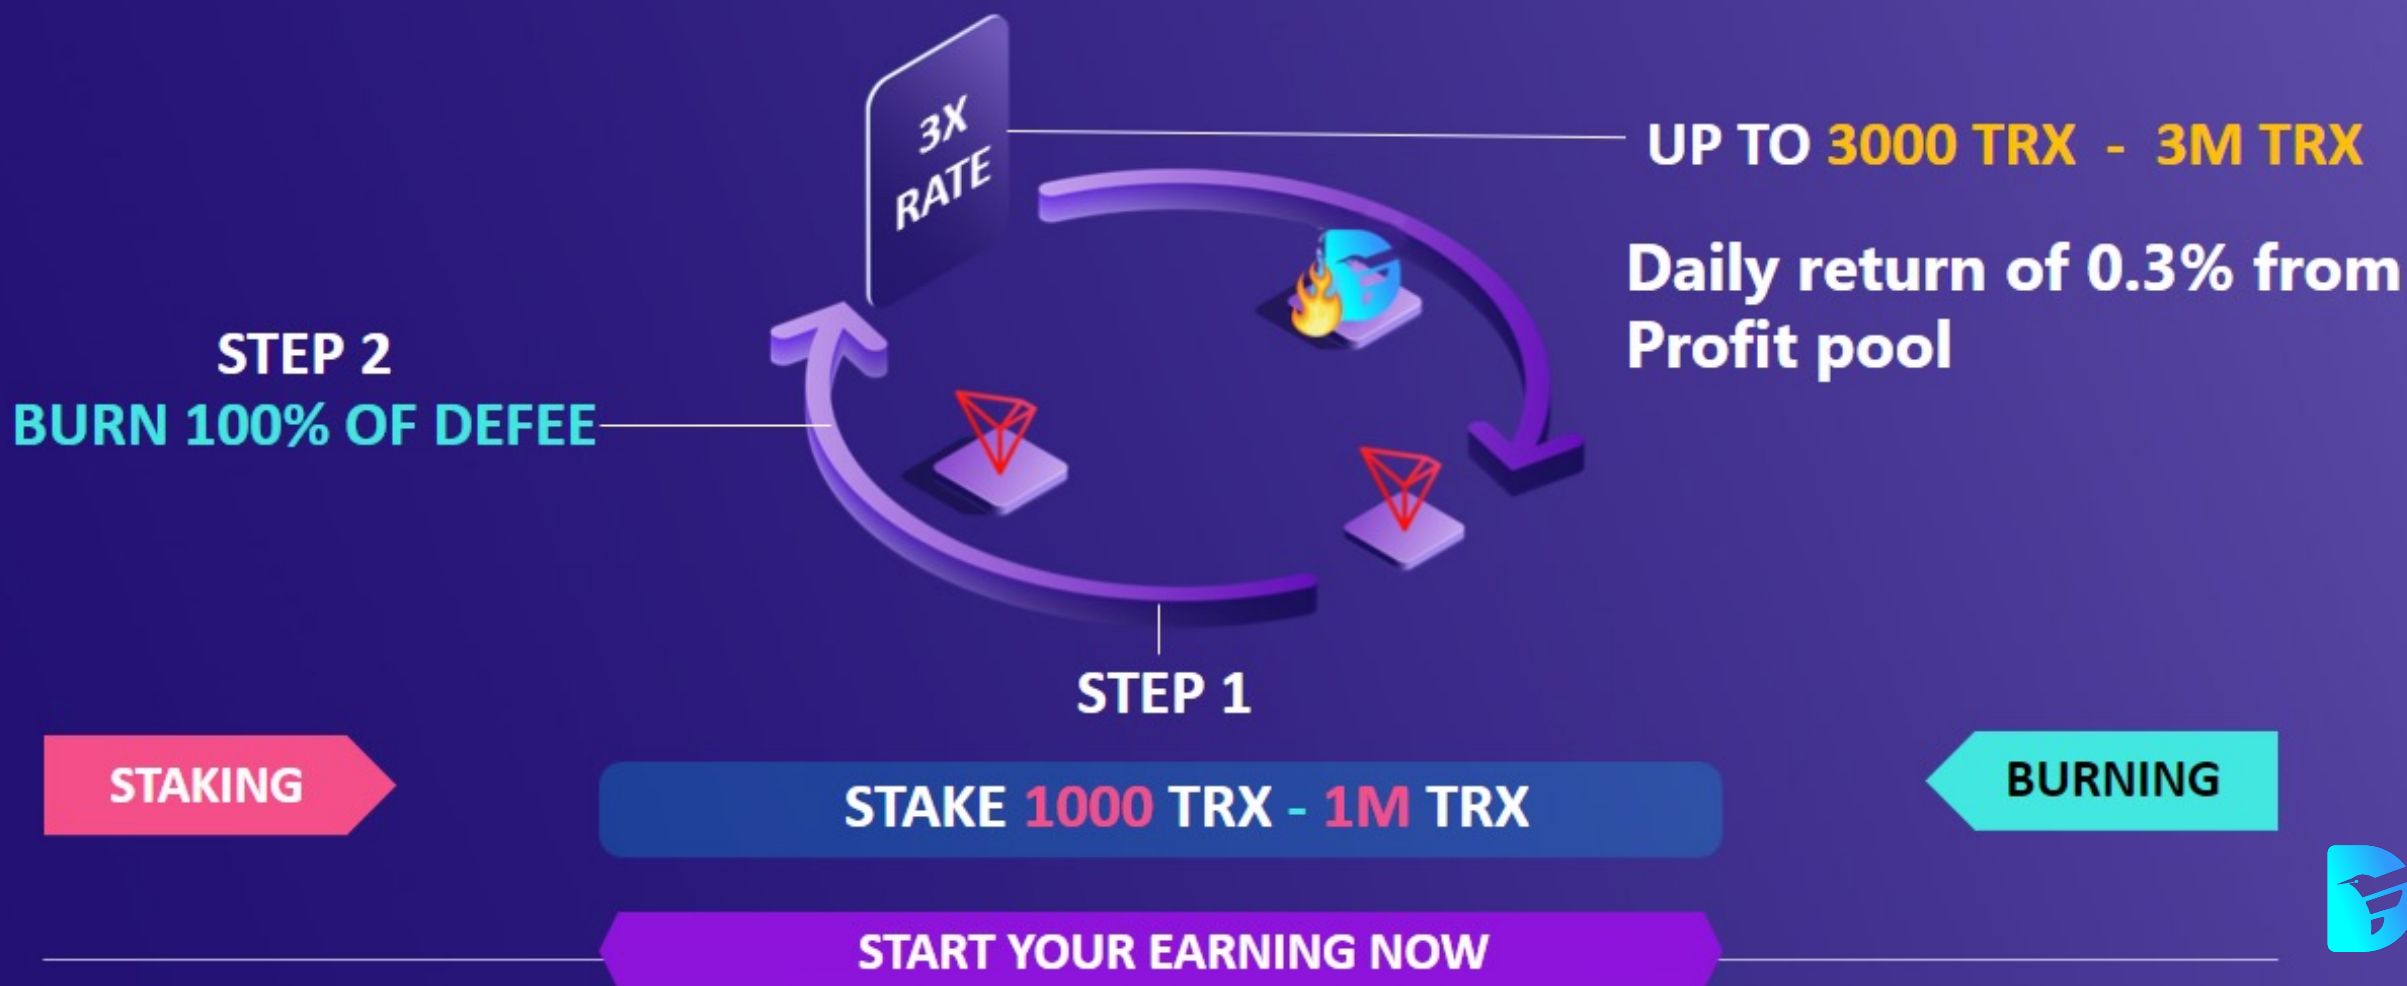 3X
RATE
UP TO 3000 TRX - 3M TRX
Daily return of 0.3% from
Profit pool
STEP 2
BURN 100% OF DEFEE
STEP 1
STAKING
STAKE 1000 TRX - 1M TRX
BURNING
START YOUR EARNING NOW